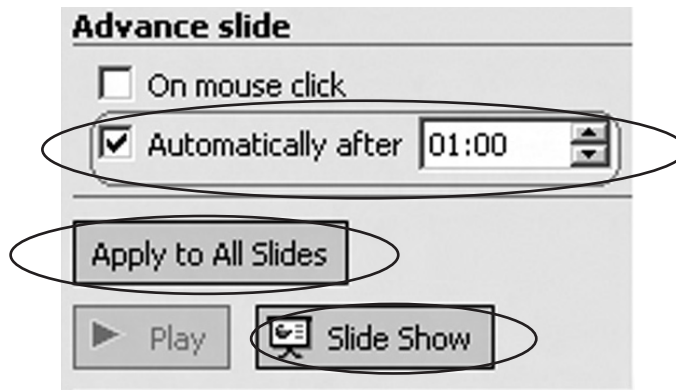 Advance slide
On mouse click
Automatically after 01:00
Apply to All Slides
Play Slide Show